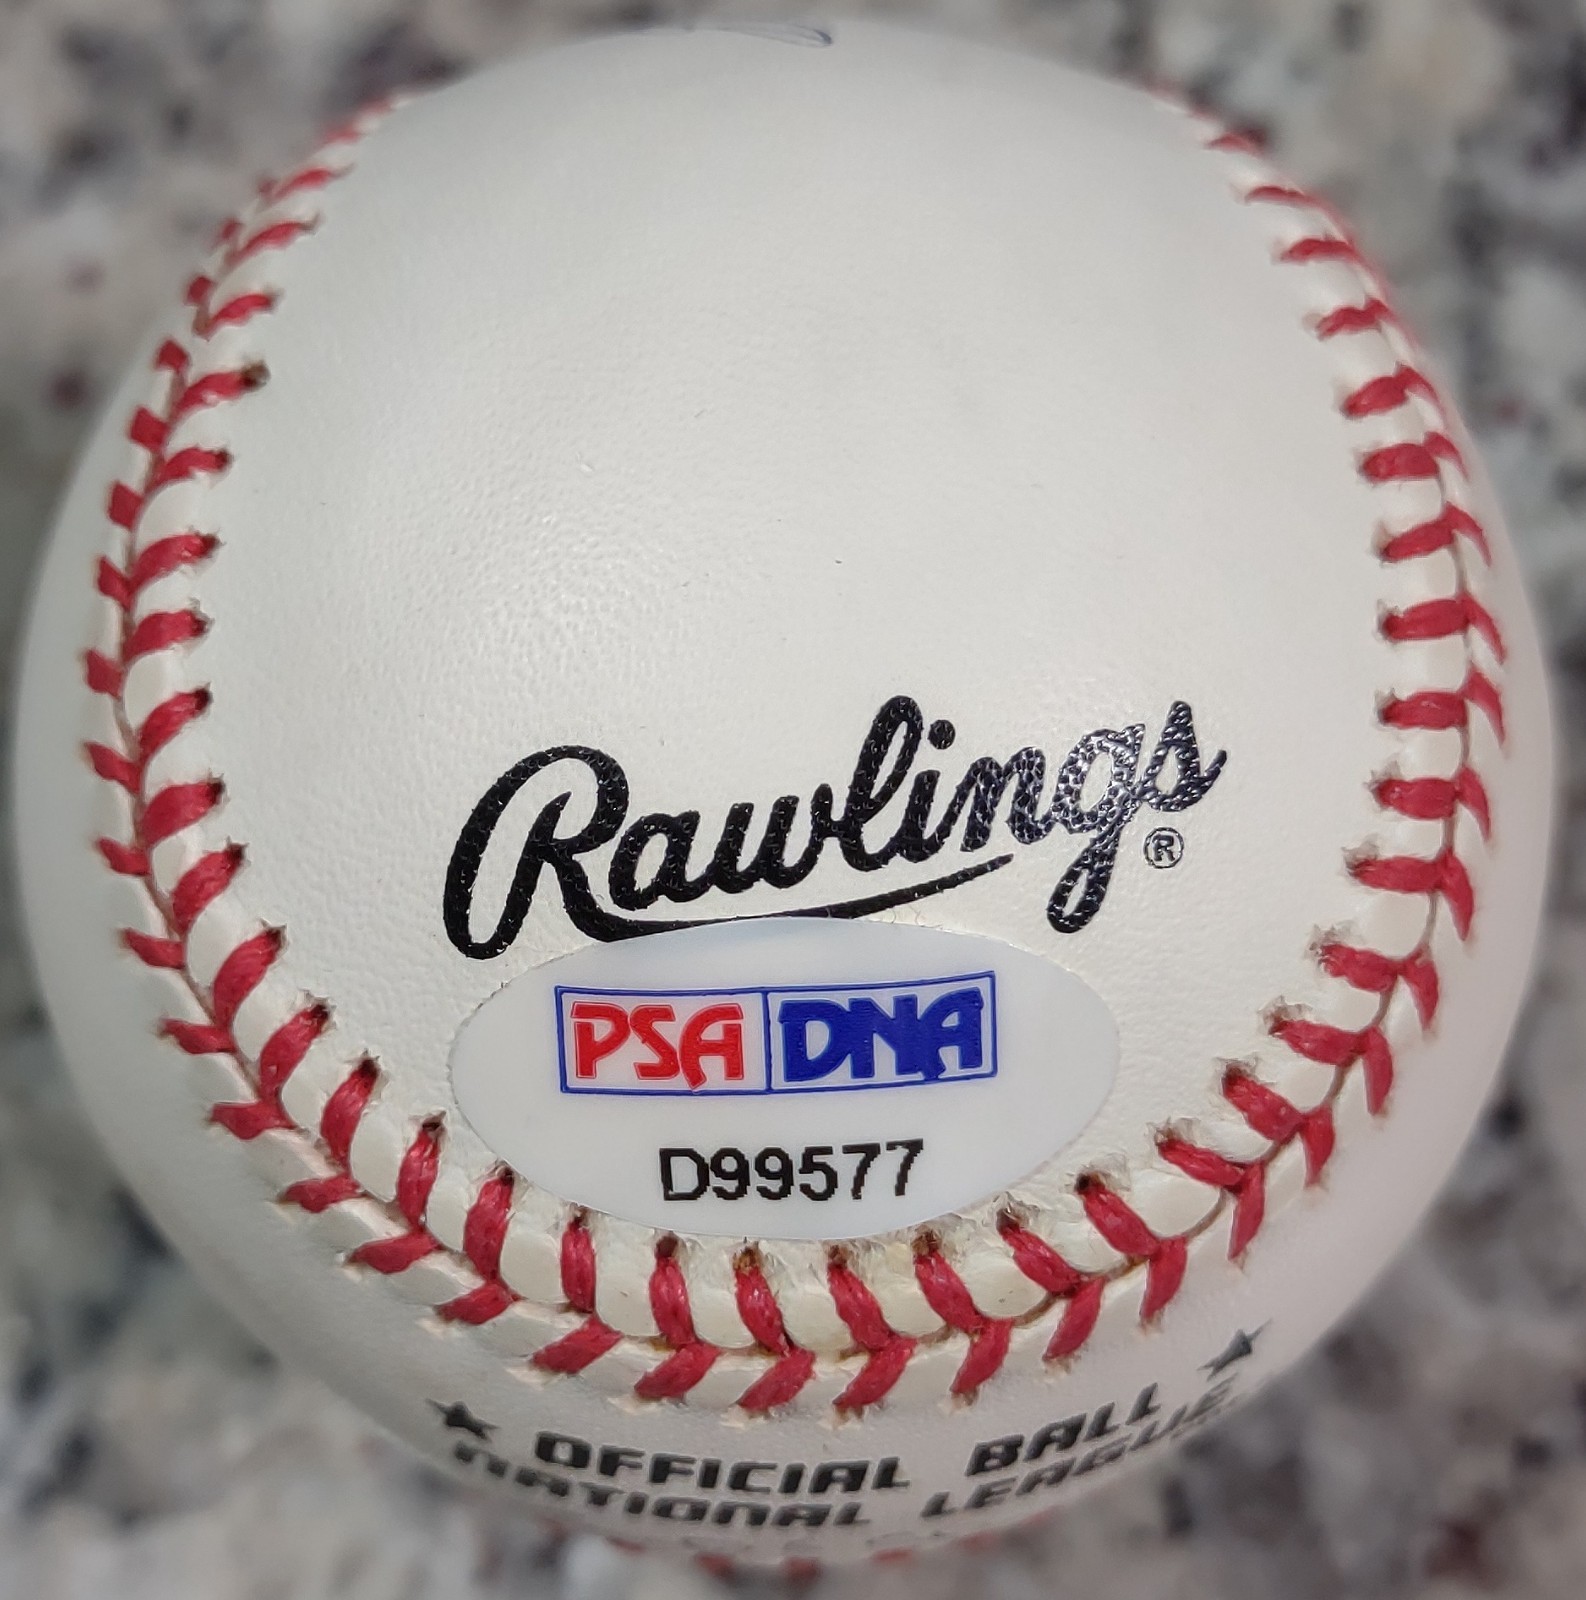 Rawlings®
PSA DNA
D99577
★ OFFICIAL BALL ★
NATIONAL LEAGUE